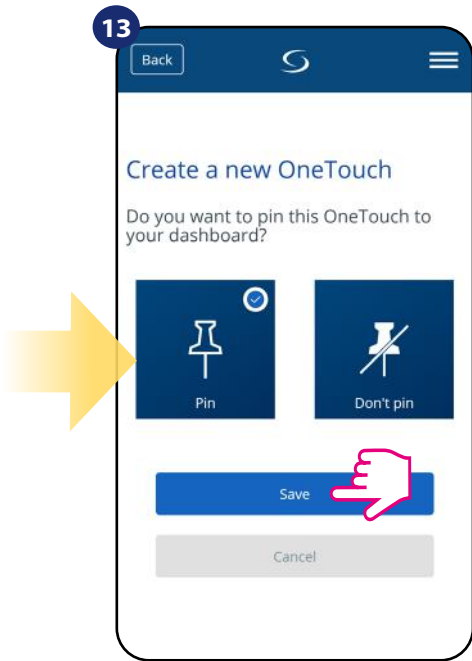 13
Back
Create a new OneTouch
Do you want to pin this OneTouch to
your dashboard?
Pin
Don't pin
Save
Cancel